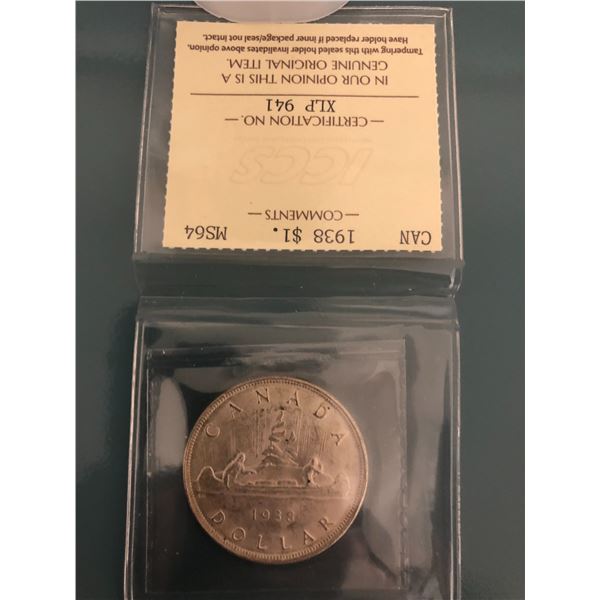 CAN 1938 $1. MS64
— COMMENTS —
ICCS
— CERTIFICATION NO. —
XLP 941
IN OUR OPINION THIS IS A
GENUINE ORIGINAL ITEM.
Tampering with this sealed holder invalidates above opinion.
Have holder replaced if inner package/seal not intact.
CANADA
1938
DOLLAR